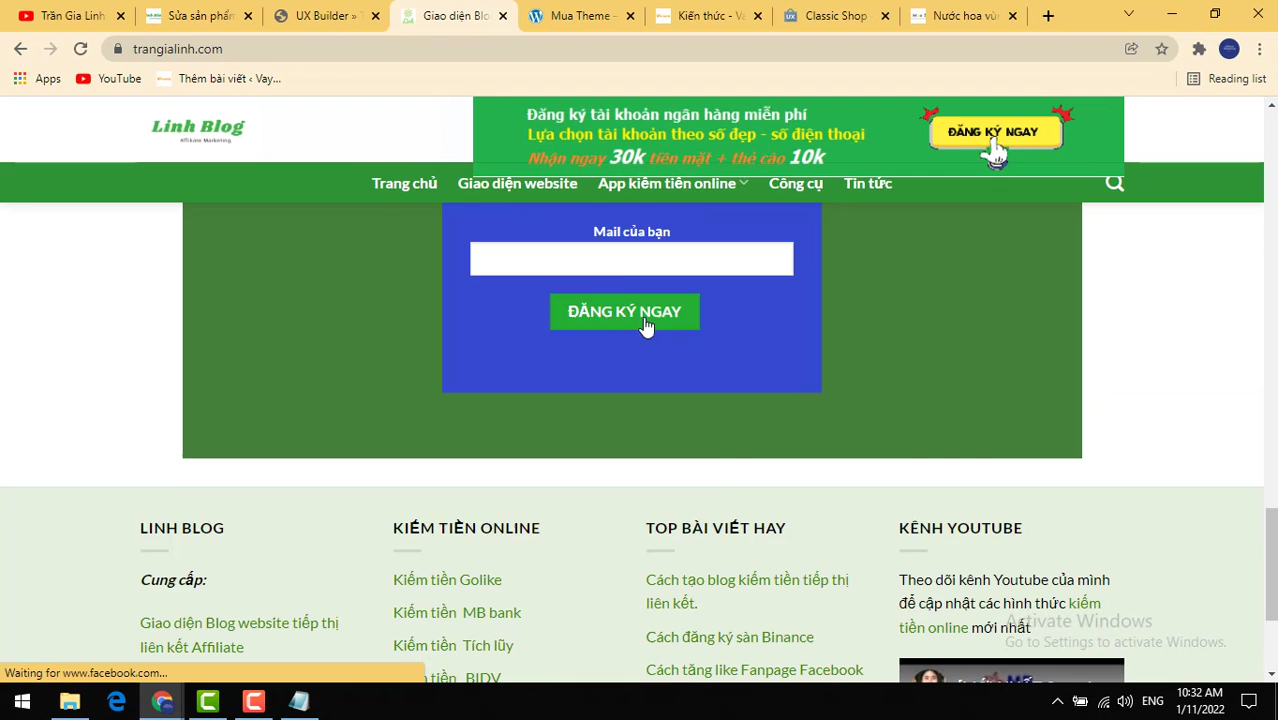 Trần Gia Linh
Sửa sản phẩm
UX Builder » T
Giao diện Blo
Mua Theme –
Kiến thức - Va
Classic Shop -
Nước hoa vù
trangialinh.com
Apps
YouTube
Thêm bài viết ‹ Vay...
Reading list
Linh Blog
Affiliate Marketing
Đăng ký tài khoản ngân hàng miễn phí
Lựa chọn tài khoản theo số đẹp - số điện thoại
Nhận ngay 30k tiền mặt + thẻ cào 10k
ĐĂNG KÝ NGAY
Trang chủ
Giao diện website
App kiếm tiền online
Công cụ
Tin tức
Mail của bạn
ĐĂNG KÝ NGAY
LINH BLOG
Cung cấp:
Giao diện Blog website tiếp thị
liên kết Affiliate
KIẾM TIỀN ONLINE
Kiếm tiền Golike
Kiếm tiền MB bank
Kiếm tiền Tích lũy
tiền BIDV
TOP BÀI VIẾT HAY
Cách tạo blog kiếm tiền tiếp thị
liên kết.
Cách đăng ký sàn Binance
Cách tăng like Fanpage Facebook
KÊNH YOUTUBE
Theo dõi kênh Youtube của mình
để cập nhật các hình thức kiếm
tiền online mới nhất
Activate Windows
Go to Settings to activate Windows.
Waiting for www.facebook.com...
ENG
10:32 AM
1/11/2022